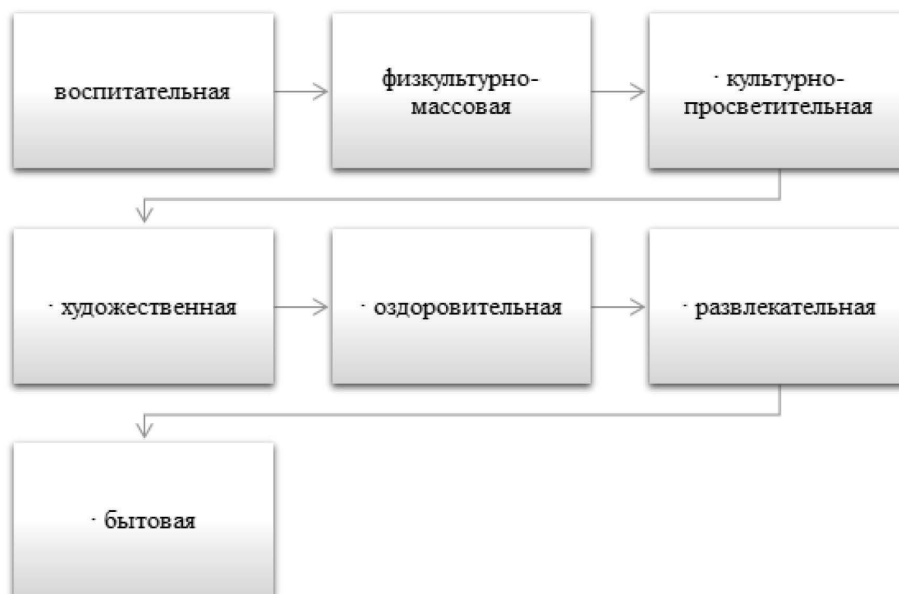 воспитательная
физкультурно-
массовая
· культурно-
просветительная
· художественная
· оздоровительная
· развлекательная
· бытовая